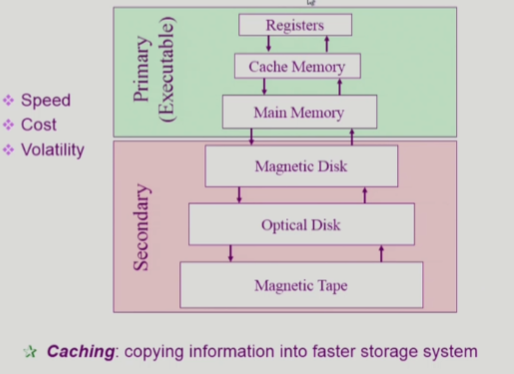 Primary
(Executable)
Registers
Cache Memory
Main Memory
Speed
Cost
Volatility
Secondary
Magnetic Disk
Optical Disk
Magnetic Tape
Caching: copying information into faster storage system